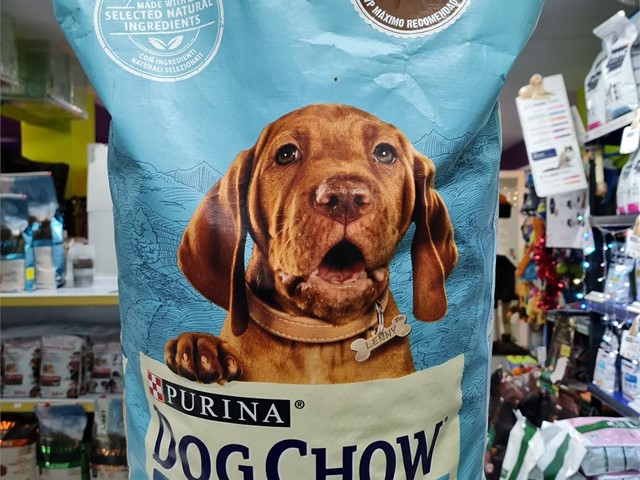 MADE WITH
SELECTED NATURAL
INGREDIENTS
CON INGREDIENTI
NATURALI SELEZIONATI
MÁXIMO RECOMENDADO
LENNY
PURINA®
DOG CHOW